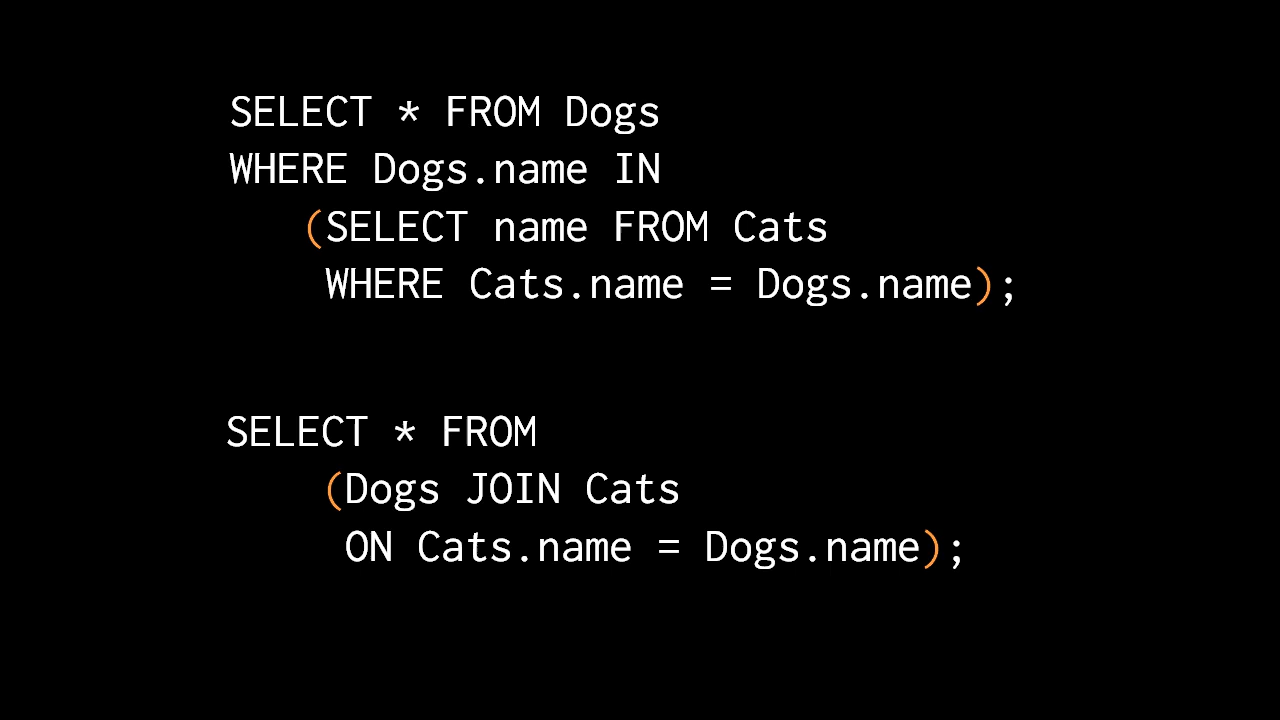 SELECT * FROM Dogs
WHERE Dogs.name IN
(SELECT name FROM Cats
WHERE Cats.name = Dogs.name);
SELECT * FROM
(Dogs JOIN Cats
ON Cats.name = Dogs.name);